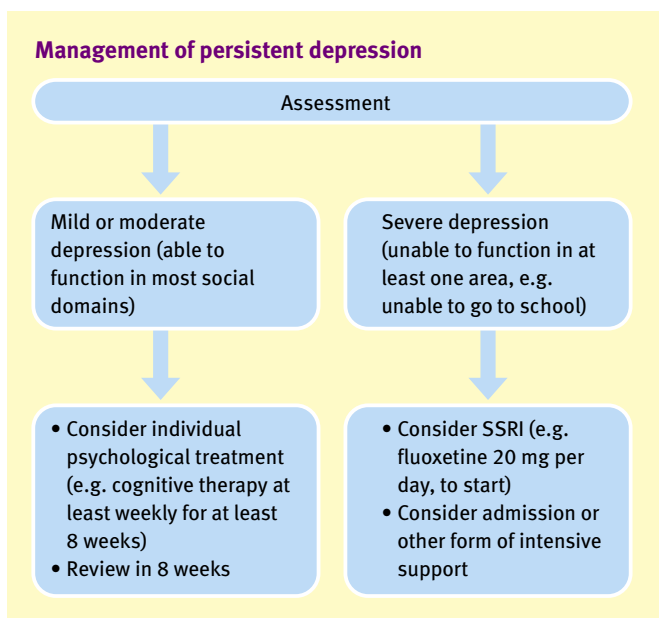 Management of persistent depression
Assessment
Mild or moderate
depression (able to
function in most social
domains)
Severe depression
(unable to function in at
least one area, e.g.
unable to go to school)
• Consider individual
psychological treatment
(e.g. cognitive therapy at
least weekly for at least
8 weeks)
• Review in 8 weeks
• Consider SSRI (e.g.
fluoxetine 20 mg per
day, to start)
• Consider admission or
other form of intensive
support